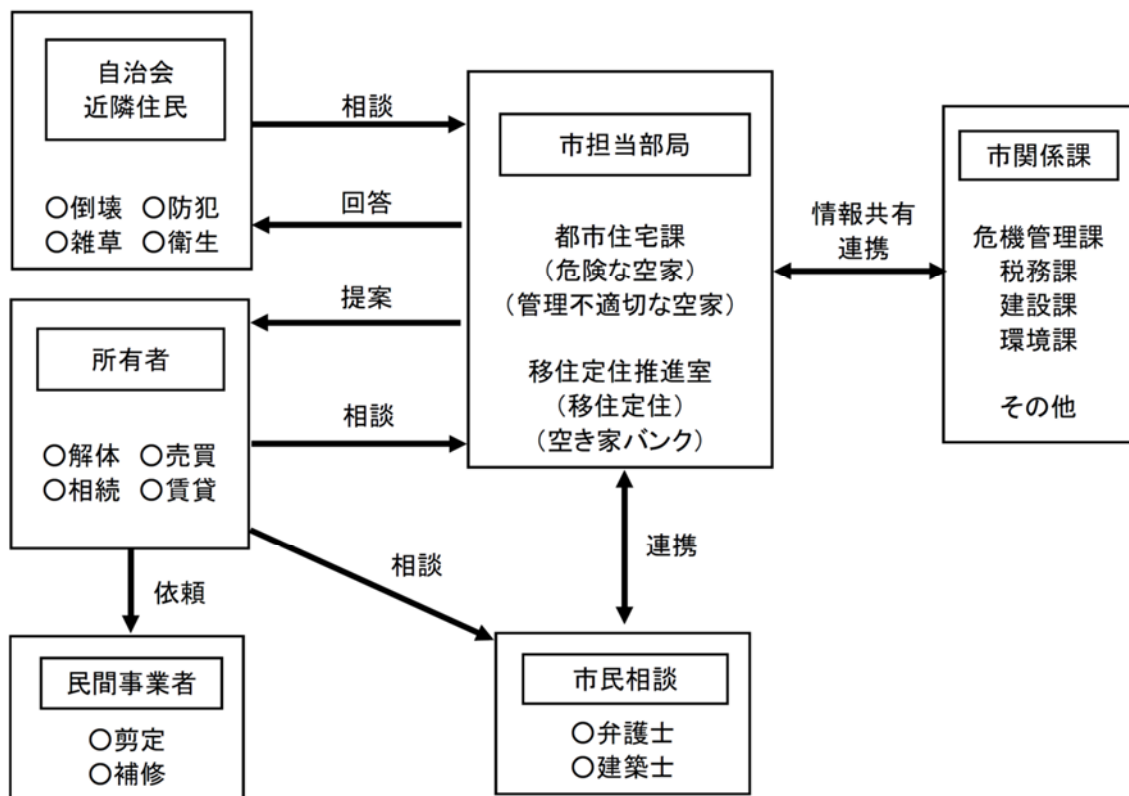 自治会
近隣住民
○倒壊 ○防犯
○雑草 ○衛生
相談
回答
提案
相談
所有者
○解体 ○売買
○相続 ○賃貸
依頼
相談
民間事業者
○剪定
○補修
市担当部局
都市住宅課
(危険な空家)
(管理不適切な空家)
移住定住推進室
(移住定住)
(空き家バンク)
連携
市民相談
○弁護士
○建築士
情報共有
連携
市関係課
危機管理課
税務課
建設課
環境課
その他